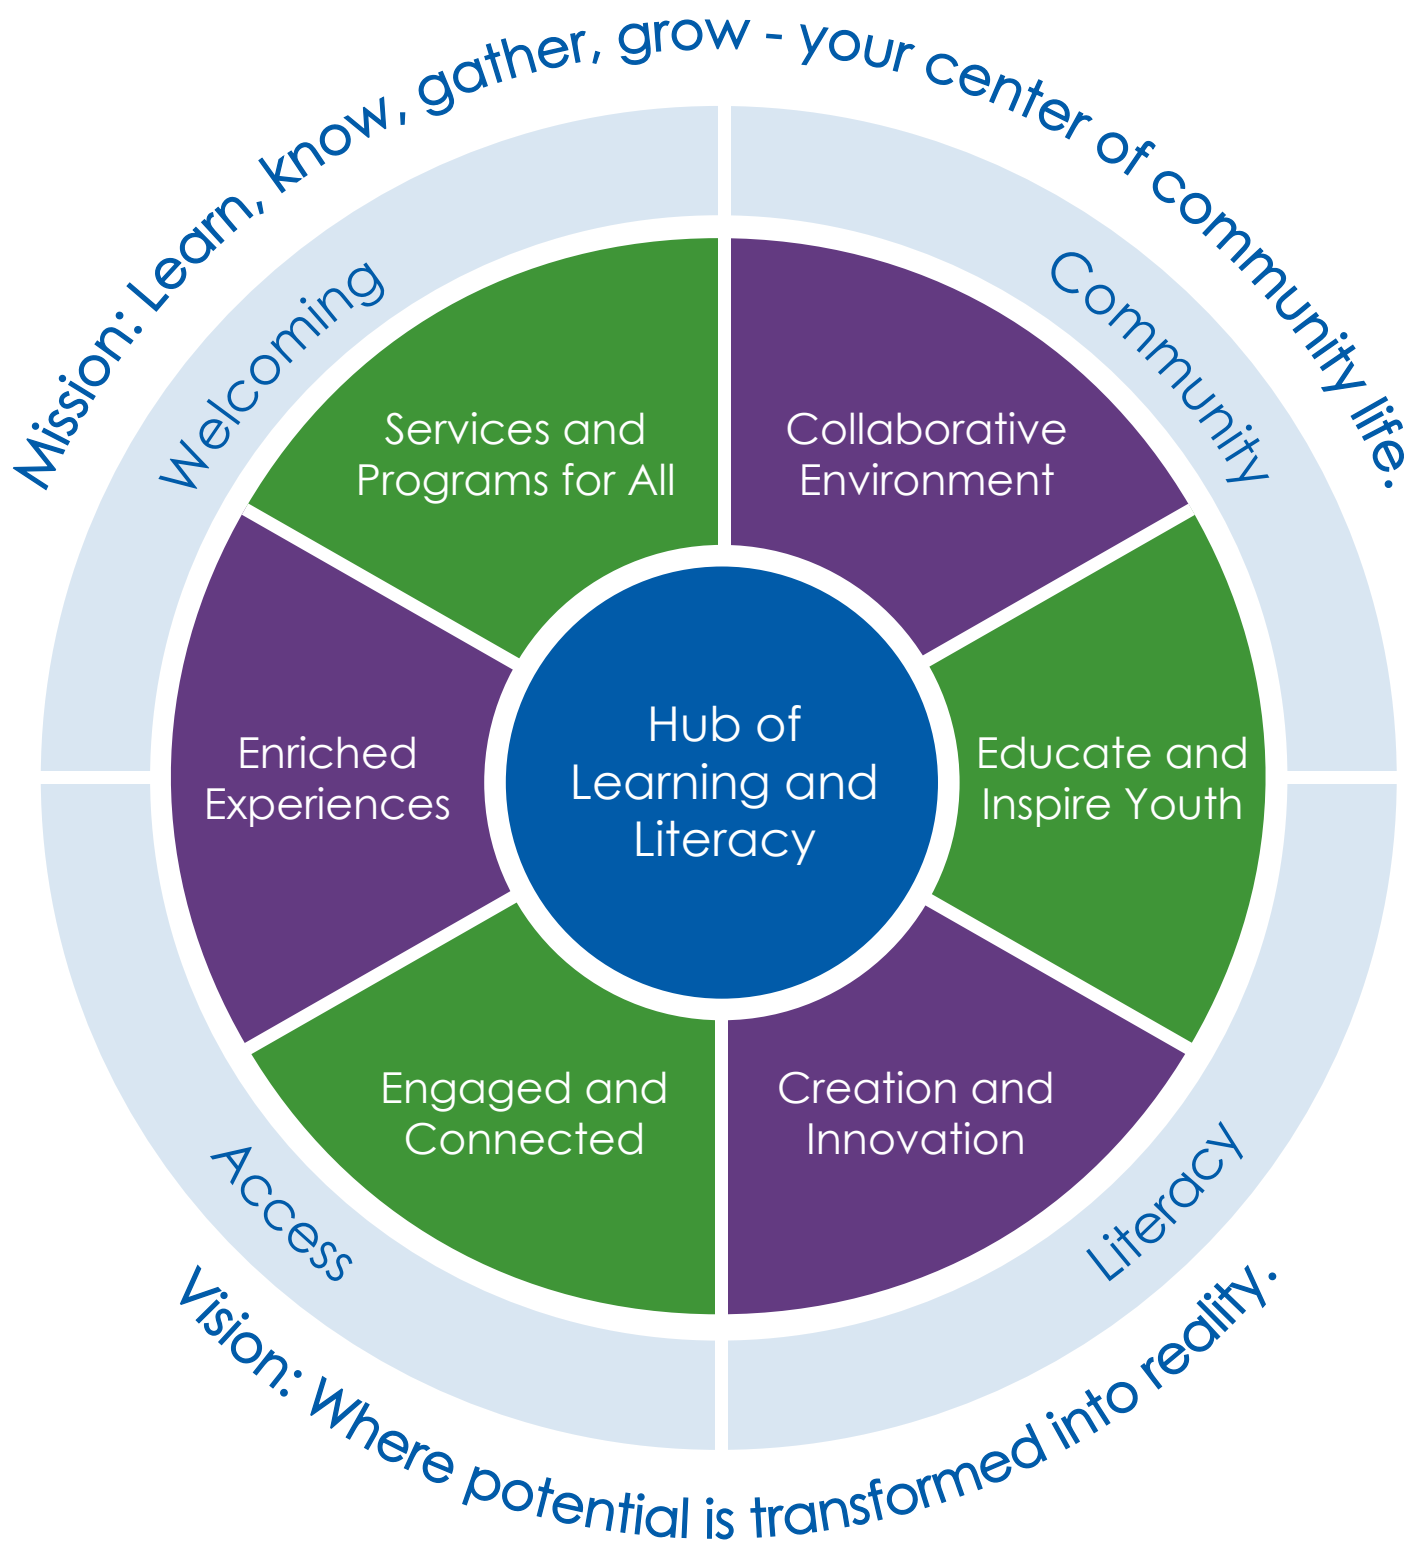 Mission: Learn, know, gather, grow - your center of community life.
Welcoming
Community
Services and
Programs for All
Collaborative
Environment
Enriched
Experiences
Hub of
Learning and
Literacy
Educate and
Inspire Youth
Engaged and
Connected
Creation and
Innovation
Access
Literacy
Vision: Where potential is transformed into reality.